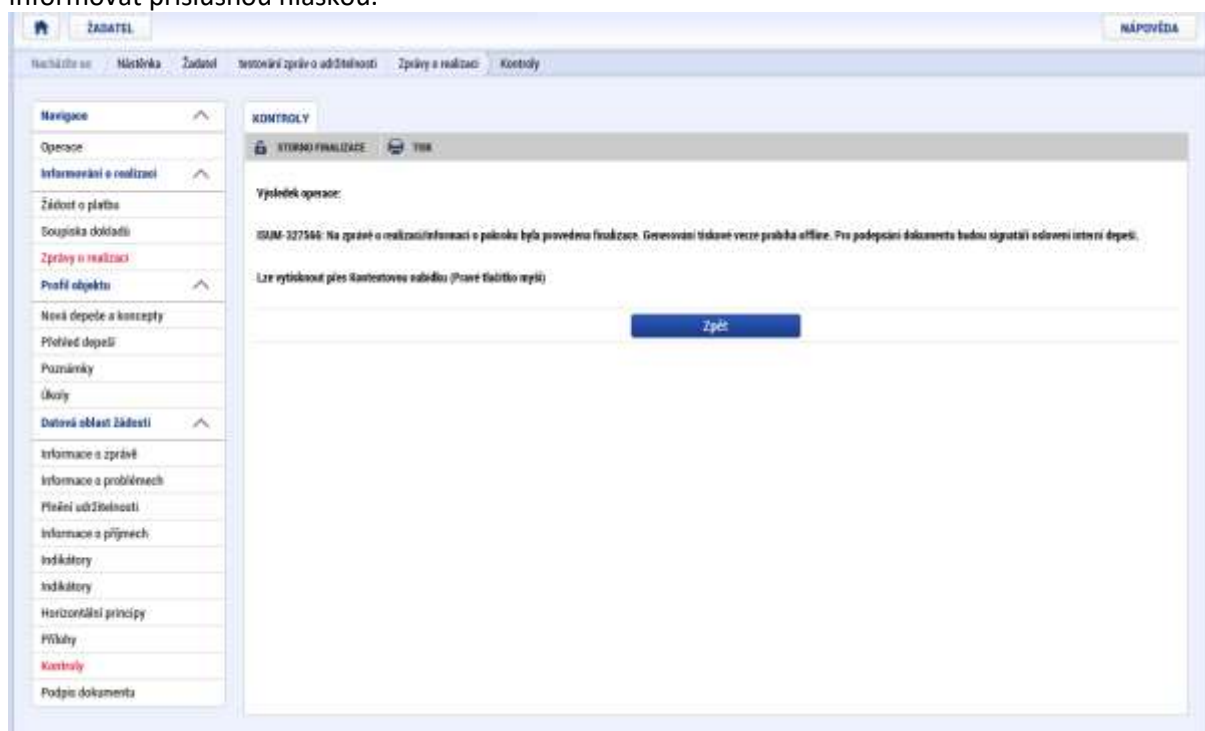 informovat příslušnou hláškou.
ŽADATEL
NÁPOVĚDA
Nacházíte se
Nástěnka
Žadatel
testování zpráv o udržitelnosti
Zprávy o realizaci
Kontroly
Navigace
Operace
Informování o realizaci
Žádost o platbu
Soupiska dokladů
Zprávy o realizaci
Profil objektu
Nová depeše a koncepty
Přehled depeší
Poznámky
Úkoly
Datová oblast žádosti
Informace o zprávě
Informace o problémech
Plnění udržitelnosti
Informace o příjmech
Indikátory
Indikátory
Horizontální principy
Přílohy
Kontroly
Podpis dokumentu
KONTROLY
STORNO FINALIZACE
TISK
Výsledek operace:
ISUM-327566: Na zprávě o realizaci/informaci o pokroku byla provedena finalizace. Generování tiskové verze probíhá offline. Pro podepsání dokumentu budou signatáři osloveni interní depeší.
Lze vytisknout přes Kontextovou nabídku (Pravé tlačítko myši)
Zpět